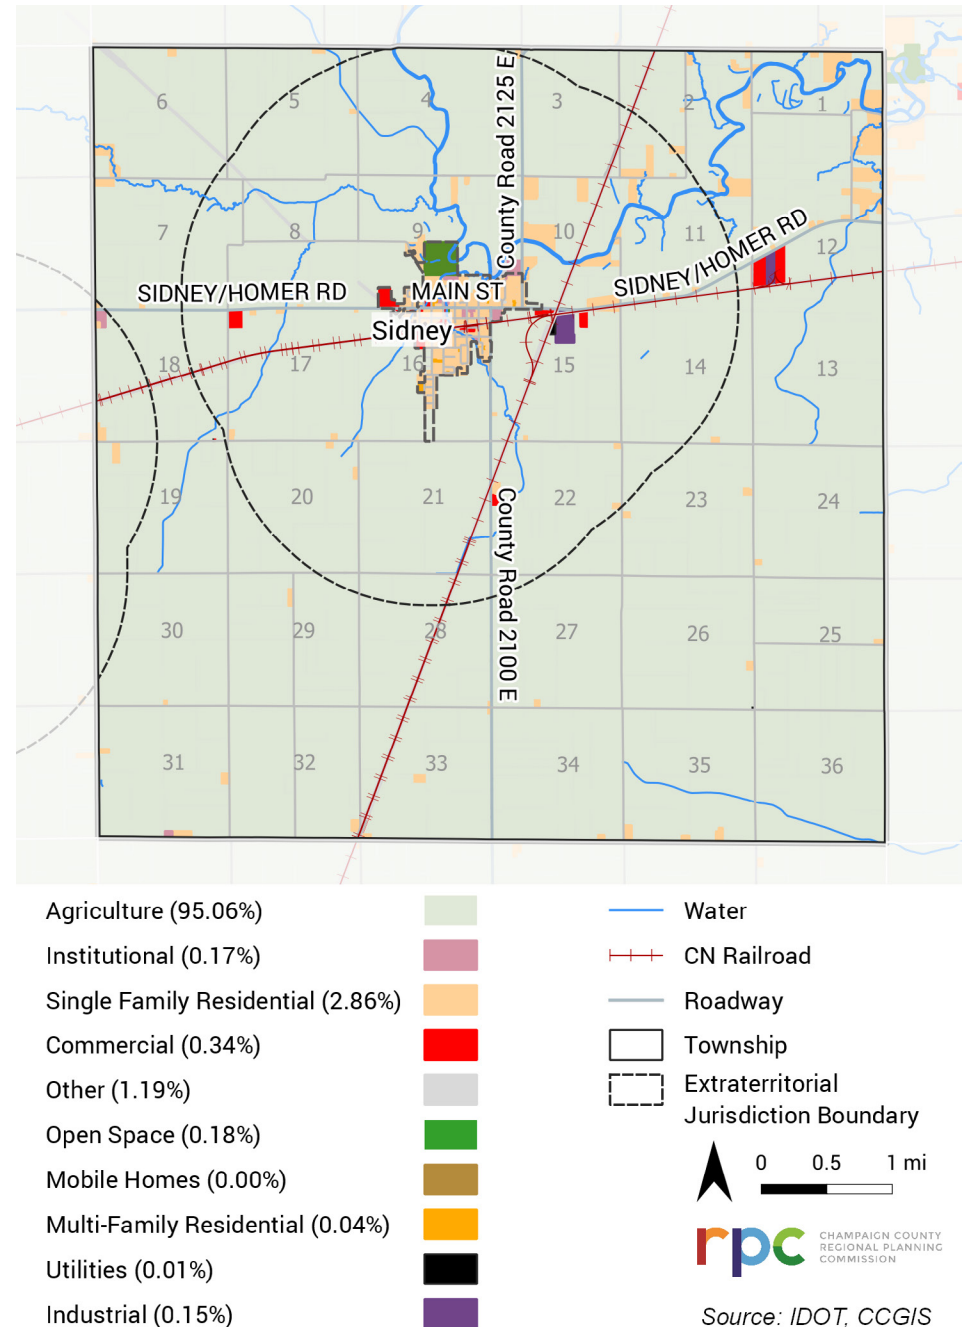 6
5
4
3
2
1
County Road 2125 E
7
8
9
10
11
12
SIDNEY/HOMER RD
MAIN ST
SIDNEY/HOMER RD
Sidney
18
17
16
15
14
13
19
20
21
22
23
24
County Road 2100 E
30
29
28
27
26
25
31
32
33
34
35
36
Agriculture (95.06%)
Institutional (0.17%)
Single Family Residential (2.86%)
Commercial (0.34%)
Other (1.19%)
Open Space (0.18%)
Mobile Homes (0.00%)
Multi-Family Residential (0.04%)
Utilities (0.01%)
Industrial (0.15%)
Water
CN Railroad
Roadway
Township
Extraterritorial
Jurisdiction Boundary
0 0.5 1 mi
rpc
CHAMPAIGN COUNTY
REGIONAL PLANNING
COMMISSION
Source: IDOT, CCGIS